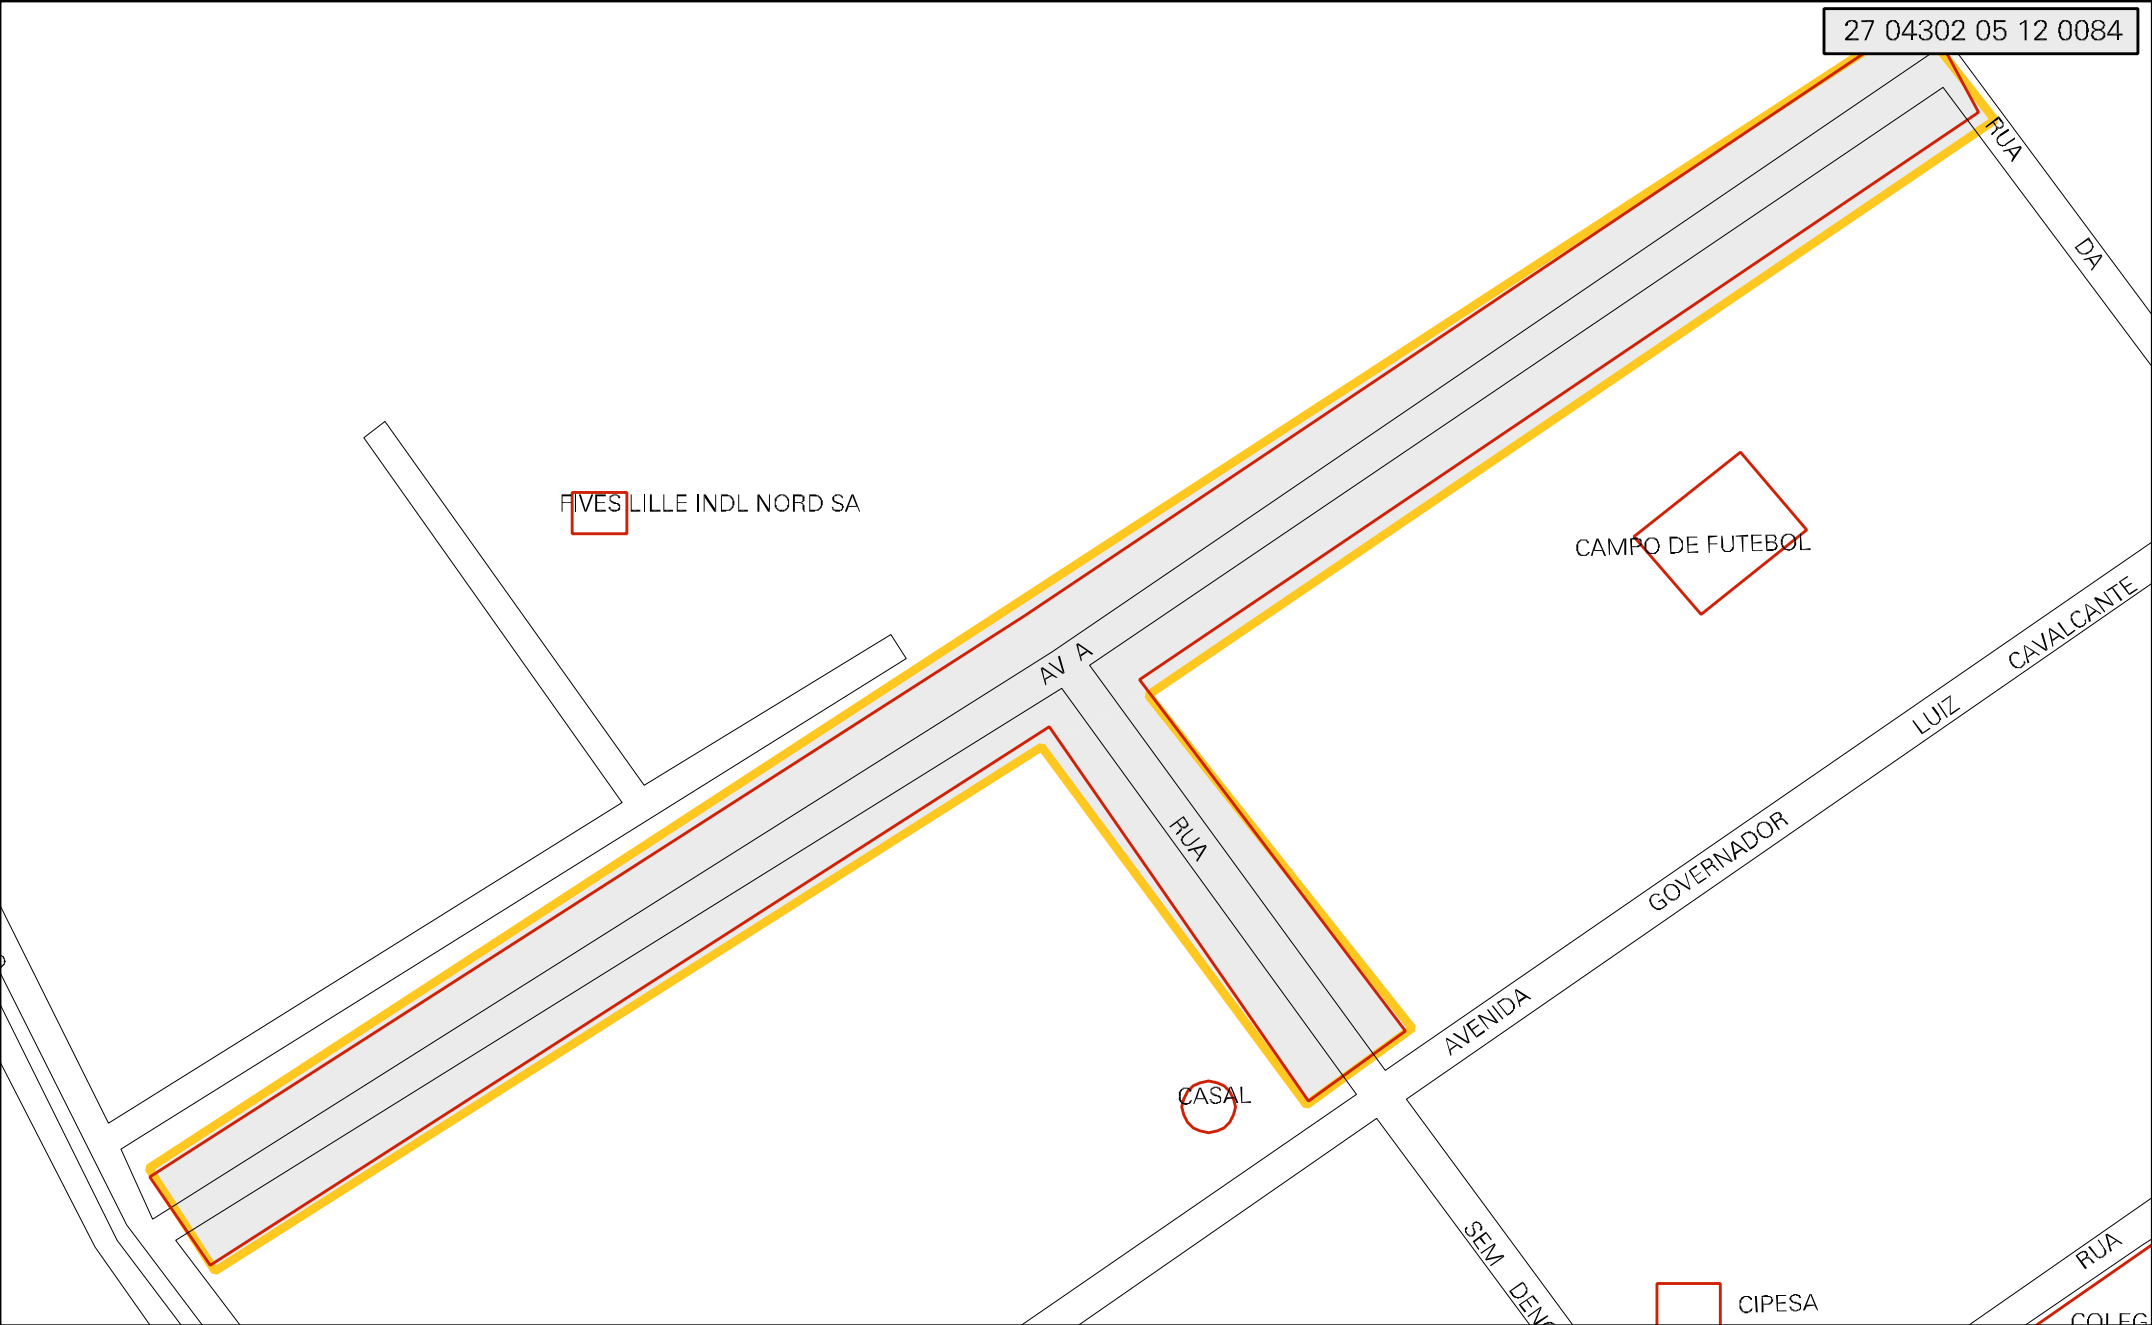 27 04302 05 12 0084
RUA
DA
FIVES LILLE INDL NORD SA
CAMPO DE FUTEBOL
AV A
RUA
AVENIDA GOVERNADOR LUIZ CAVALCANTE
CASAL
SEM
RUA
CIPESA